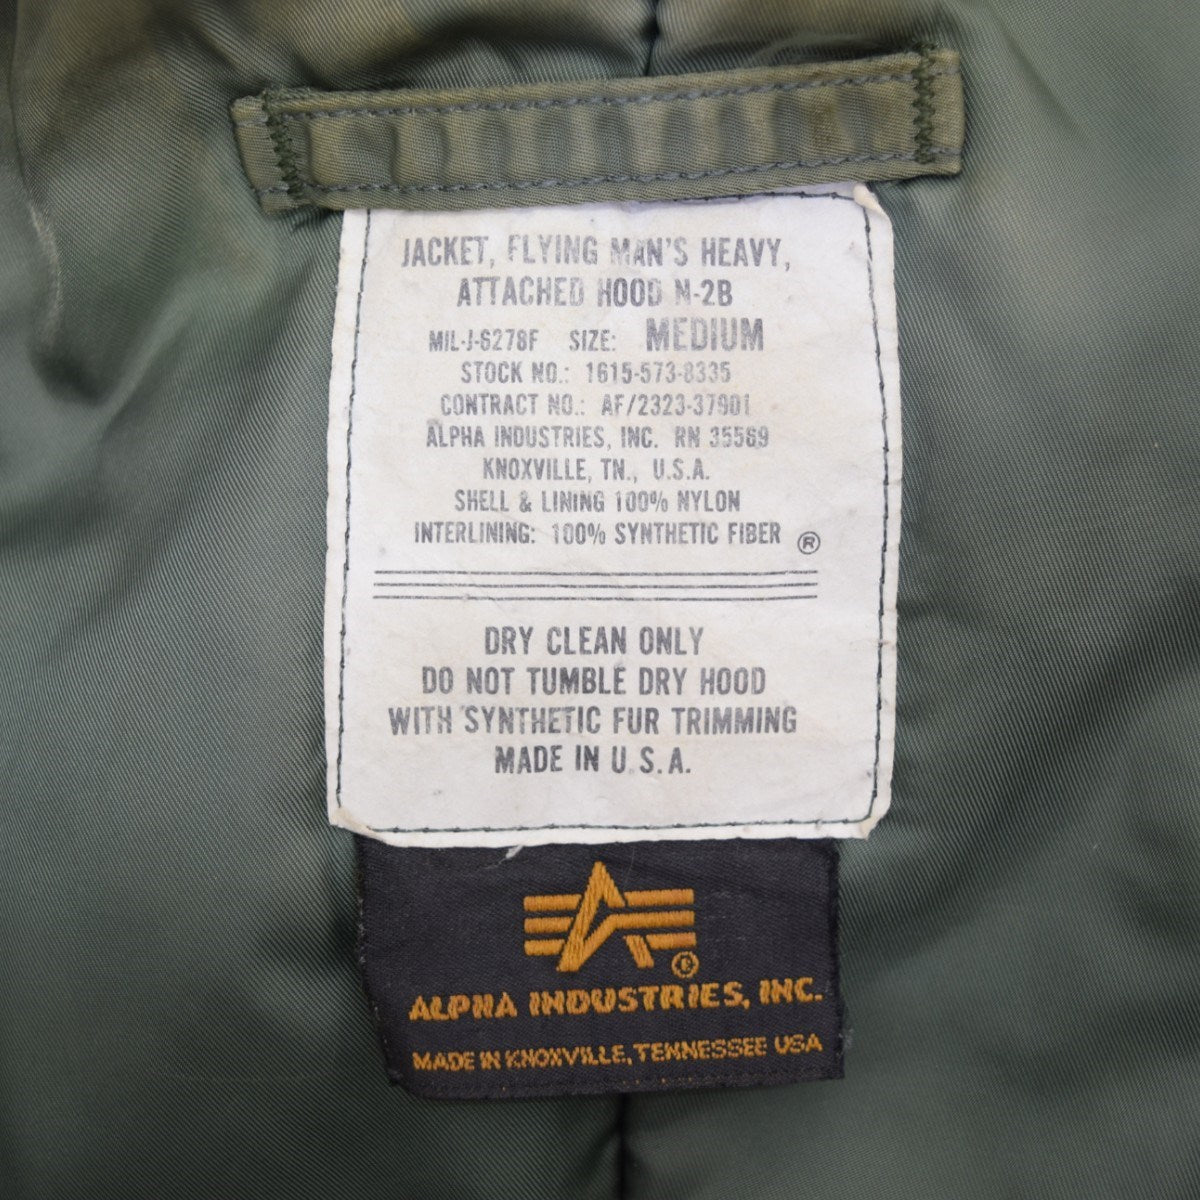 JACKET, FLYING MAN'S HEAVY,
ATTACHED HOOD N-2B
MIL-J-6278F SIZE: MEDIUM
STOCK NO.: 1615-573-8335
CONTRACT NO.: AF/2323-37901
ALPHA INDUSTRIES, INC. RN 35569
KNOXVILLE, TN., U.S.A.
SHELL & LINING 100% NYLON
INTERLINING: 100% SYNTHETIC FIBER ®
DRY CLEAN ONLY
DO NOT TUMBLE DRY HOOD
WITH SYNTHETIC FUR TRIMMING
MADE IN U.S.A.
®
ALPHA INDUSTRIES, INC.
MADE IN KNOXVILLE, TENNESSEE USA